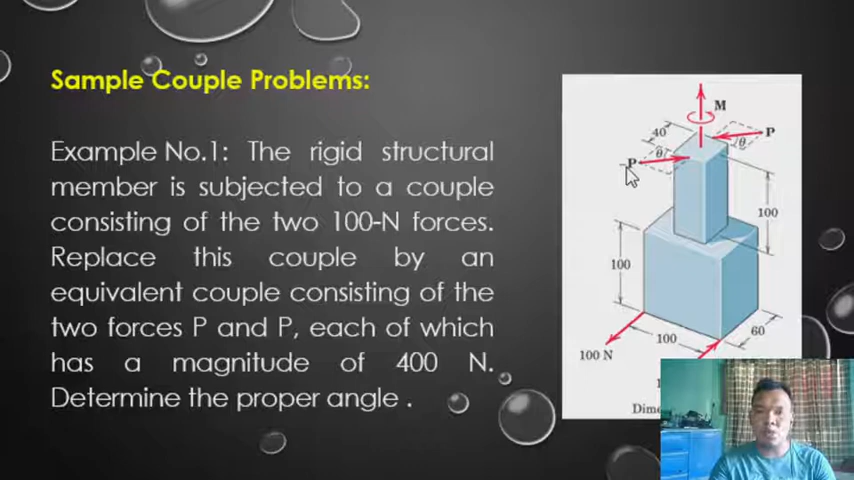 Sample Couple Problems:
Example No.1: The rigid structural
member is subjected to a couple
consisting of the two 100-N forces.
Replace this couple by an
equivalent couple consisting of the
two forces P and P, each of which
has a magnitude of 400 N.
Determine the proper angle .
M
40
P
θ
θ
P
100
100
100 N
100
60
Dime